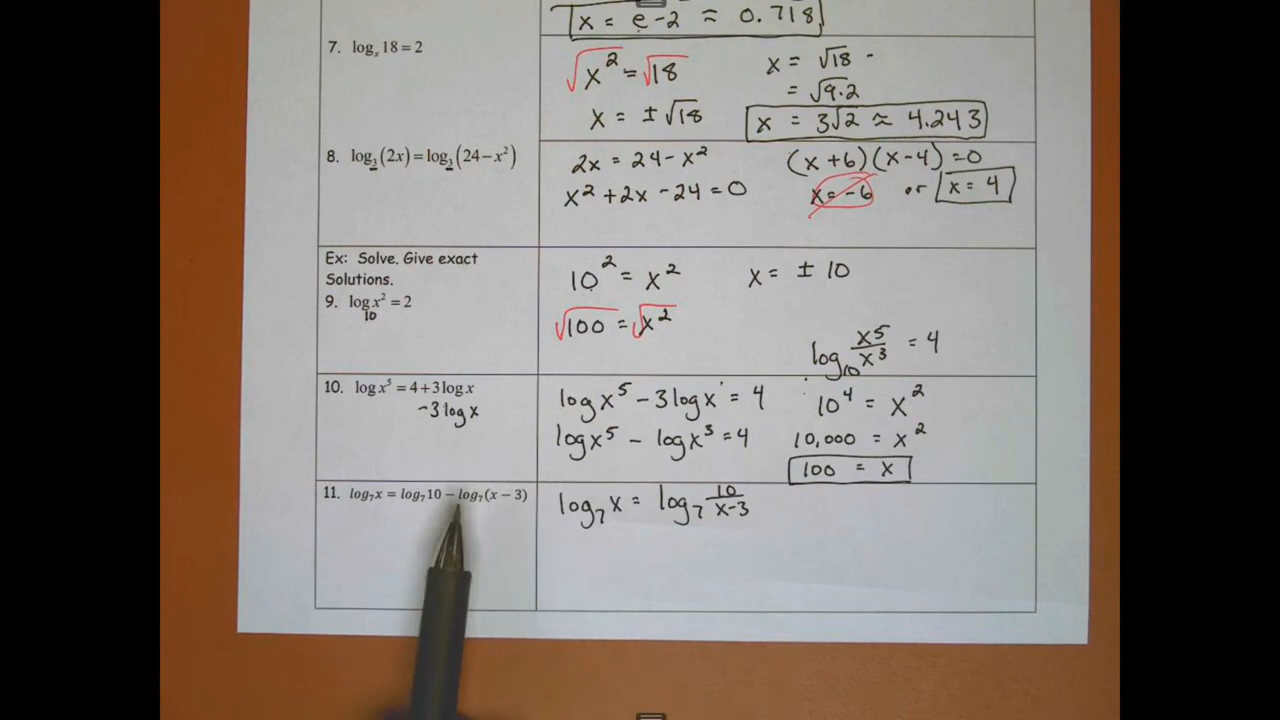 x = e - 2 ≈ 0.718
7. logₓ 18 = 2
√x² = √18
x = ± √18
x = √18
= √9·2
x = 3√2 ≈ 4.243
8. log₃(2x) = log₃(24 − x²)
2x = 24 - x²
x² + 2x - 24 = 0
(x + 6)(x - 4) = 0
x = -6 or x = 4
Ex: Solve. Give exact
Solutions.
9. log x² = 2
10
10² = x²
√100 = √x²
x = ± 10
log₁₀ x⁵/x³ = 4
10. log x⁵ = 4 + 3 log x
-3 log x
log x⁵ - 3 log x = 4
log x⁵ - log x³ = 4
10⁴ = x²
10,000 = x²
100 = x
11. log₇x = log₇10 − log₇(x − 3)
log₇ x = log₇ 10/x-3